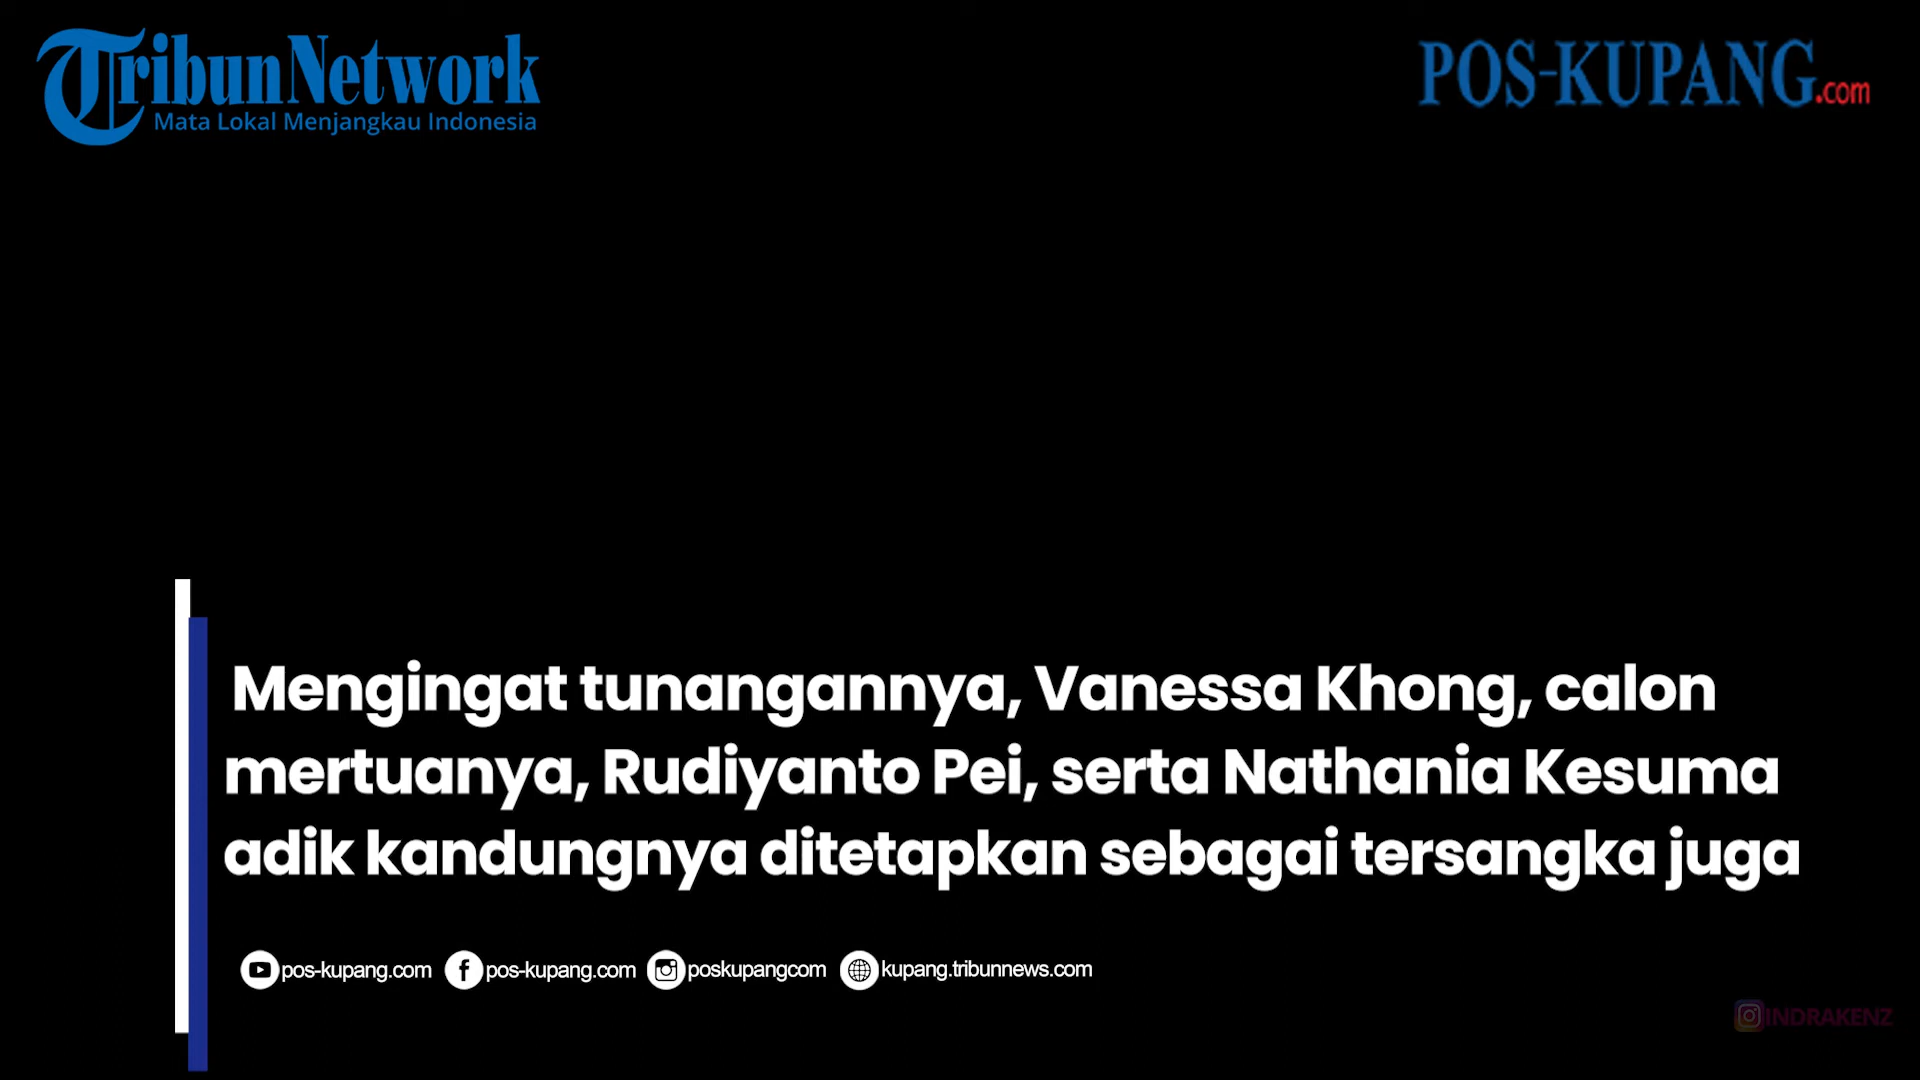 TribunNetwork
Mata Lokal Menjangkau Indonesia
POS-KUPANG.com
Mengingat tunangannya, Vanessa Khong, calon
mertuanya, Rudiyanto Pei, serta Nathania Kesuma
adik kandungnya ditetapkan sebagai tersangka juga
pos-kupang.com pos-kupang.com poskupangcom kupang.tribunnews.com
INDRAKENZ